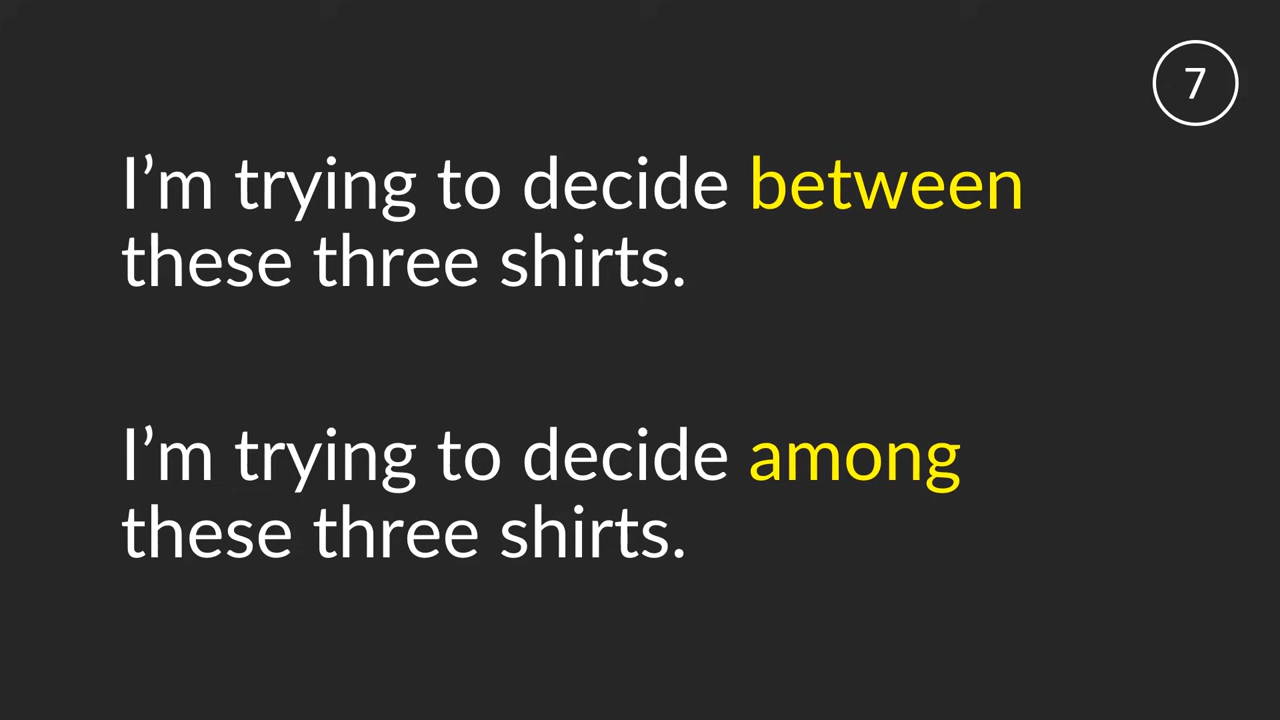 7
I’m trying to decide between
these three shirts.
I’m trying to decide among
these three shirts.